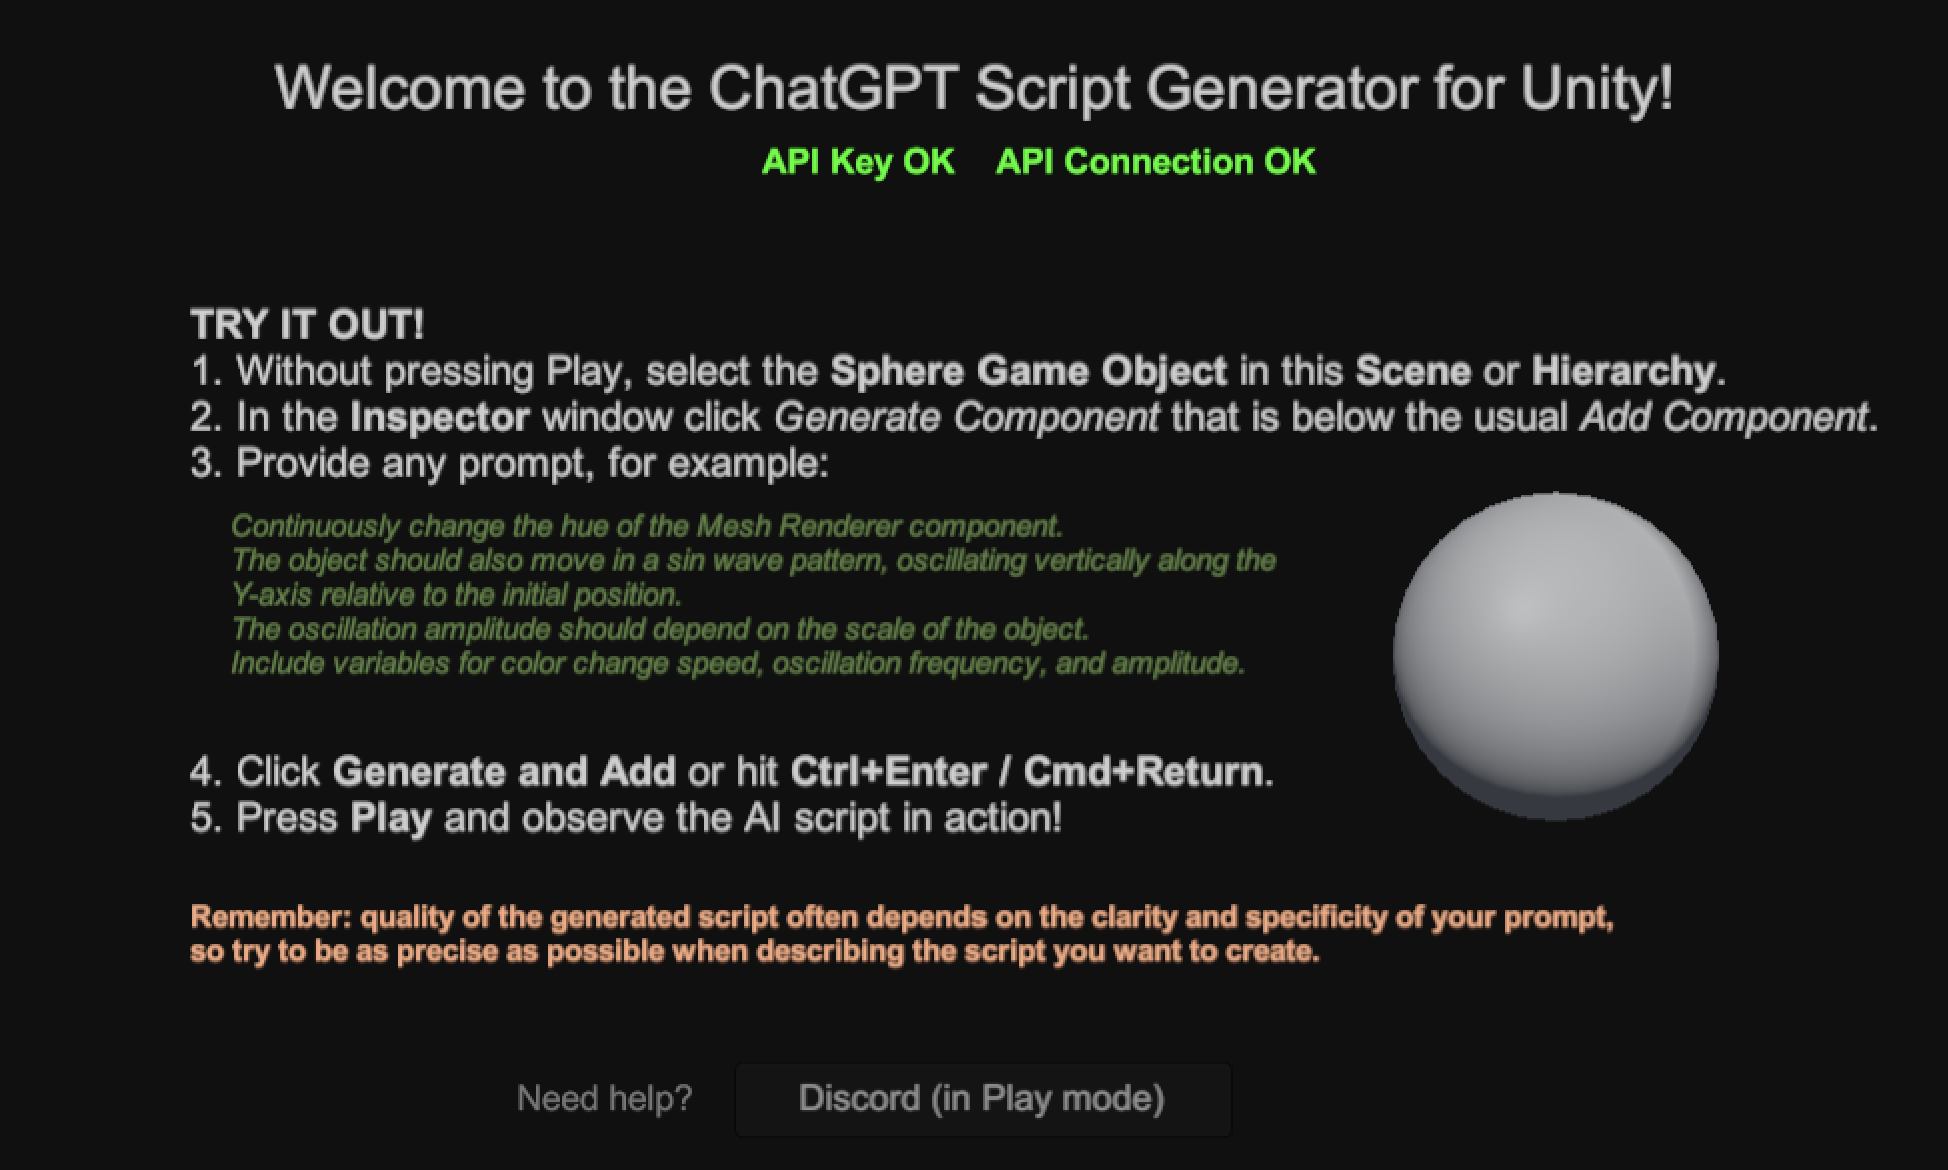 Welcome to the ChatGPT Script Generator for Unity!
API Key OK API Connection OK
TRY IT OUT!
1. Without pressing Play, select the Sphere Game Object in this Scene or Hierarchy.
2. In the Inspector window click Generate Component that is below the usual Add Component.
3. Provide any prompt, for example:
Continuously change the hue of the Mesh Renderer component.
The object should also move in a sin wave pattern, oscillating vertically along the
Y-axis relative to the initial position.
The oscillation amplitude should depend on the scale of the object.
Include variables for color change speed, oscillation frequency, and amplitude.
4. Click Generate and Add or hit Ctrl+Enter / Cmd+Return.
5. Press Play and observe the AI script in action!
Remember: quality of the generated script often depends on the clarity and specificity of your prompt,
so try to be as precise as possible when describing the script you want to create.
Need help? Discord (in Play mode)